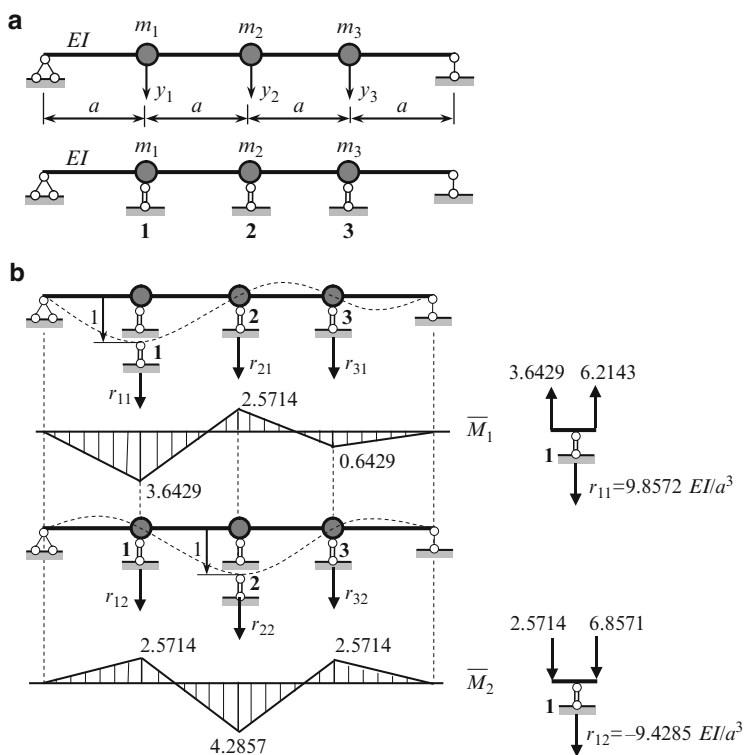 a
EI m₁ m₂ m₃
y₁ y₂ y₃
a a a a
EI m₁ m₂ m₃
1 2 3
b
1 1 2 3
r₁₁ r₂₁ r₃₁
3.6429 6.2143
1
r₁₁=9.8572 EI/a³
2.5714
M̅₁
0.6429
3.6429
1 1 2 3
r₁₂ r₂₂ r₃₂
2.5714 6.8571
1
r₁₂=–9.4285 EI/a³
2.5714 2.5714
M̅₂
4.2857